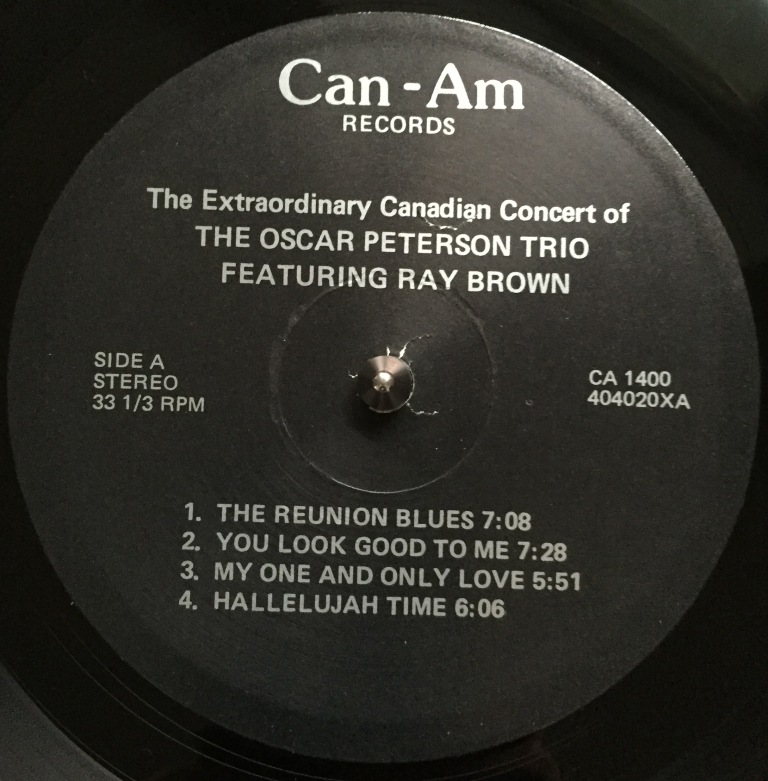 Can-Am
RECORDS
The Extraordinary Canadian Concert of
THE OSCAR PETERSON TRIO
FEATURING RAY BROWN
SIDE A
STEREO
33 1/3 RPM
CA 1400
404020XA
1. THE REUNION BLUES 7:08
2. YOU LOOK GOOD TO ME 7:28
3. MY ONE AND ONLY LOVE 5:51
4. HALLELUJAH TIME 6:06